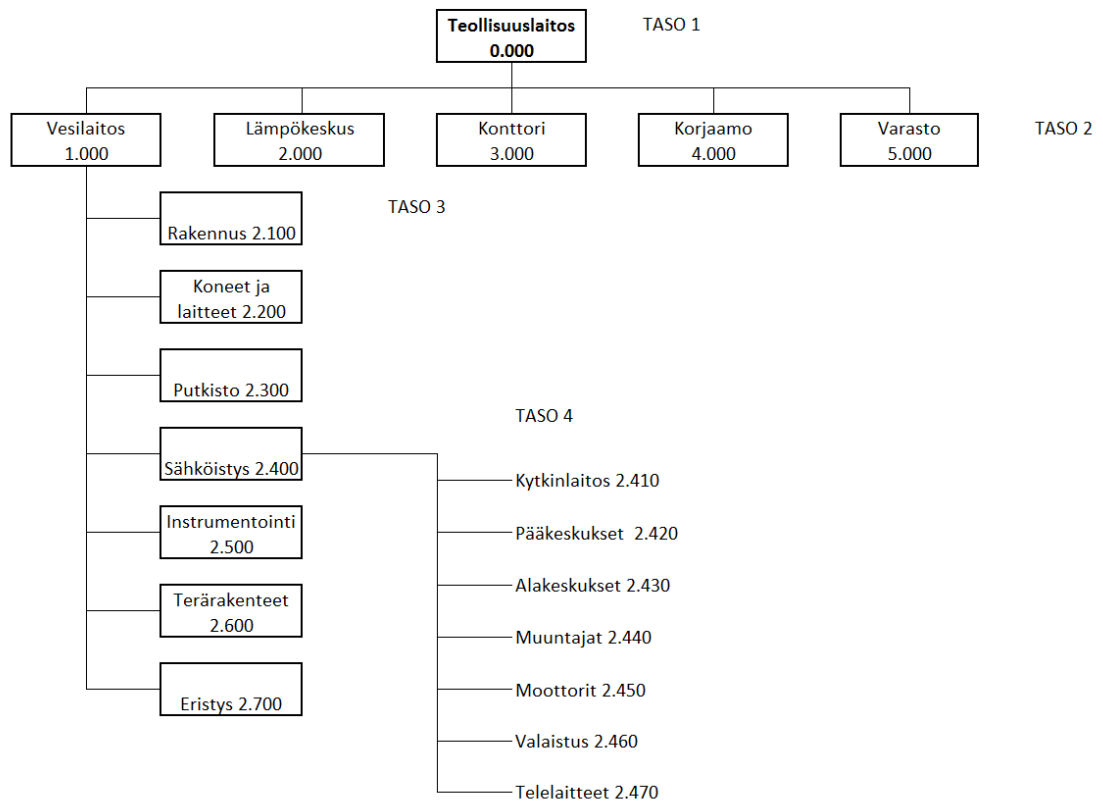 Teollisuuslaitos
0.000
TASO 1
Vesilaitos
1.000
Lämpökeskus
2.000
Konttori
3.000
Korjaamo
4.000
Varasto
5.000
TASO 2
TASO 3
Rakennus 2.100
Koneet ja
laitteet 2.200
Putkisto 2.300
TASO 4
Sähköistys 2.400
Kytkinlaitos 2.410
Pääkeskukset 2.420
Instrumentointi
2.500
Alakeskukset 2.430
Terärakenteet
2.600
Muuntajat 2.440
Moottorit 2.450
Eristys 2.700
Valaistus 2.460
Telelaitteet 2.470